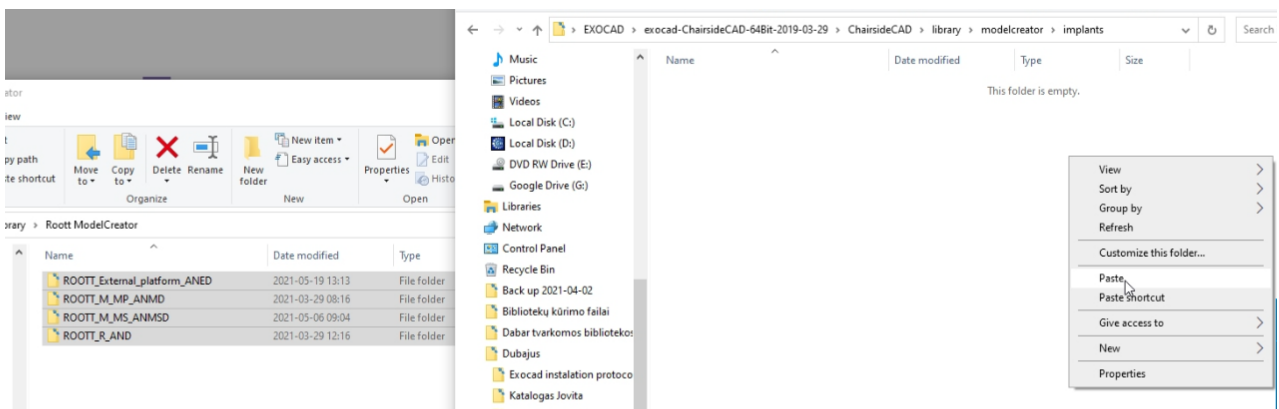 ator
iew
t
py path
ste shortcut
Move to
Copy to
Delete
Rename
Organize
New folder
New item
Easy access
New
Properties
Open
Edit
Histo
Open
brary > Roott ModelCreator
Name
Date modified
Type
ROOTT_External_platform_ANED 2021-05-19 13:13 File folder
ROOTT_M_MP_ANMD 2021-03-29 08:16 File folder
ROOTT_M_MS_ANMSD 2021-05-06 09:04 File folder
ROOTT_R_AND 2021-03-29 12:16 File folder
> EXOCAD > exocad-ChairsideCAD-64Bit-2019-03-29 > ChairsideCAD > library > modelcreator > implants
Search
Music
Pictures
Videos
Local Disk (C:)
Local Disk (D:)
DVD RW Drive (E:)
Google Drive (G:)
Libraries
Network
Control Panel
Recycle Bin
Back up 2021-04-02
Bibliotekų kūrimo failai
Dabar tvarkomos bibliotekos
Dubajus
Exocad instalation protoco
Katalogas Jovita
Name
Date modified
Type
Size
This folder is empty.
View
Sort by
Group by
Refresh
Customize this folder...
Paste
Paste shortcut
Give access to
New
Properties